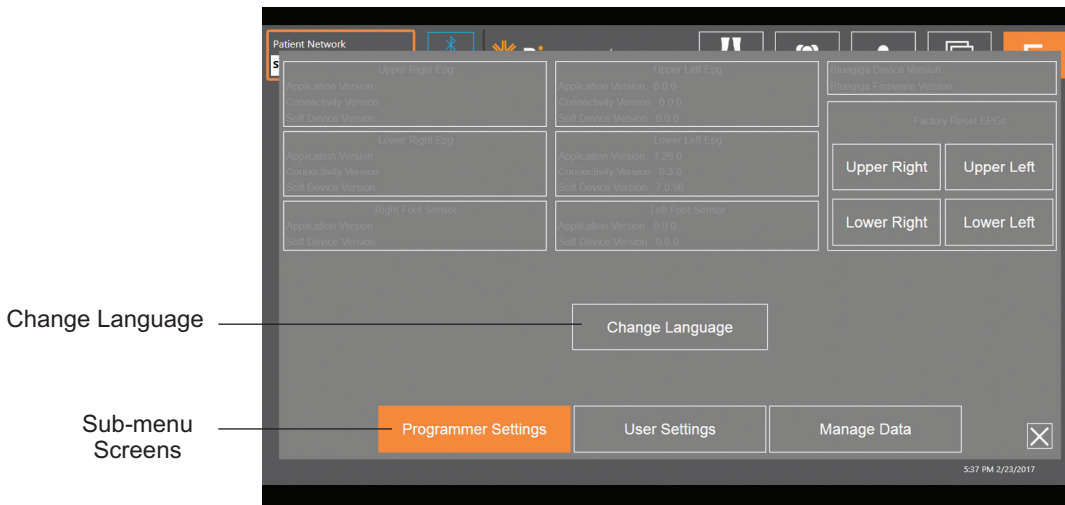 Patient Network
S
Upper Right Epg
Application Version:
Connectivity Version:
Soft Device Version:
Upper Left Epg
Application Version: 0.0.0
Connectivity Version: 0.0.0
Soft Device Version: 0.0.0
Bluegiga Device Version:
Bluegiga Firmware Version:
Lower Right Epg
Application Version:
Connectivity Version:
Soft Device Version:
Lower Left Epg
Application Version: 1.26.0
Connectivity Version: 0.3.0
Soft Device Version: 7.0.96
Factory Reset EPGs
Upper Right
Upper Left
Lower Right
Lower Left
Right Foot Sensor
Application Version:
Soft Device Version:
Left Foot Sensor
Application Version: 0.0.0
Soft Device Version: 0.0.0
Change Language
Change Language
Sub-menu
Screens
Programmer Settings
User Settings
Manage Data
5:37 PM 2/23/2017